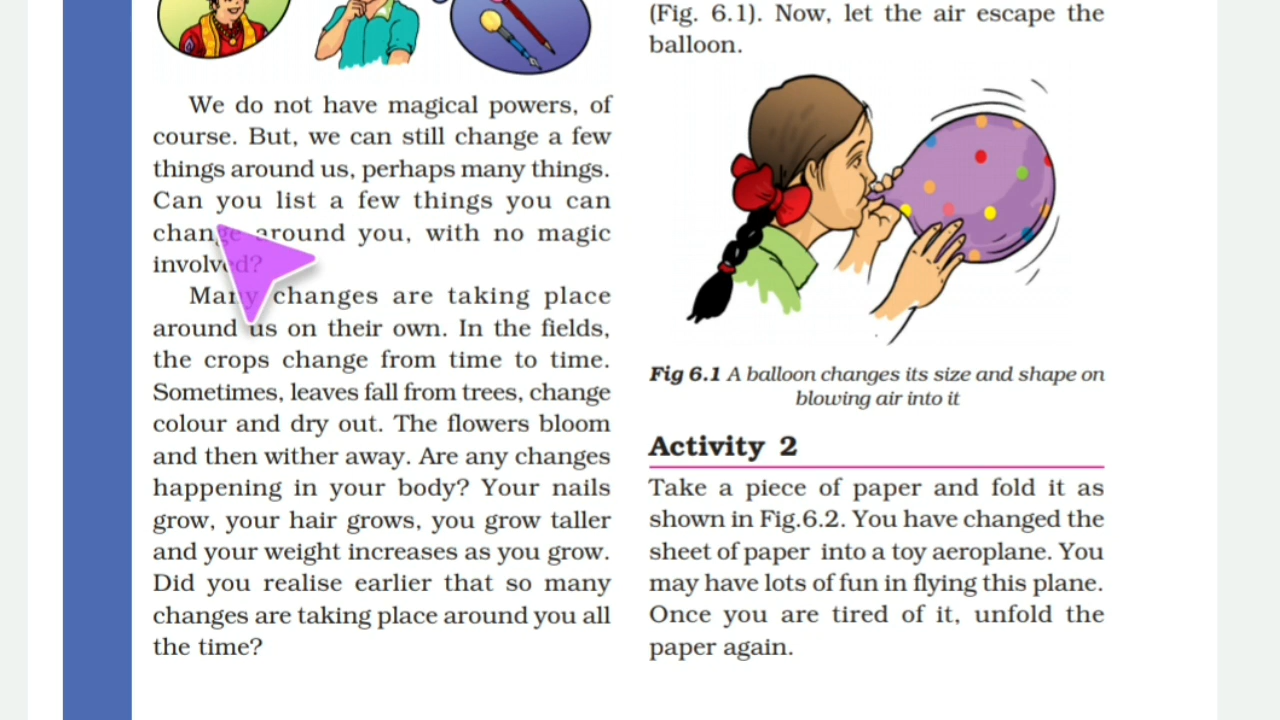 We do not have magical powers, of
course. But, we can still change a few
things around us, perhaps many things.
Can you list a few things you can
change around you, with no magic
involved?
Many changes are taking place
around us on their own. In the fields,
the crops change from time to time.
Sometimes, leaves fall from trees, change
colour and dry out. The flowers bloom
and then wither away. Are any changes
happening in your body? Your nails
grow, your hair grows, you grow taller
and your weight increases as you grow.
Did you realise earlier that so many
changes are taking place around you all
the time?
(Fig. 6.1). Now, let the air escape the
balloon.
Fig 6.1 A balloon changes its size and shape on
blowing air into it
Activity 2
Take a piece of paper and fold it as
shown in Fig.6.2. You have changed the
sheet of paper into a toy aeroplane. You
may have lots of fun in flying this plane.
Once you are tired of it, unfold the
paper again.